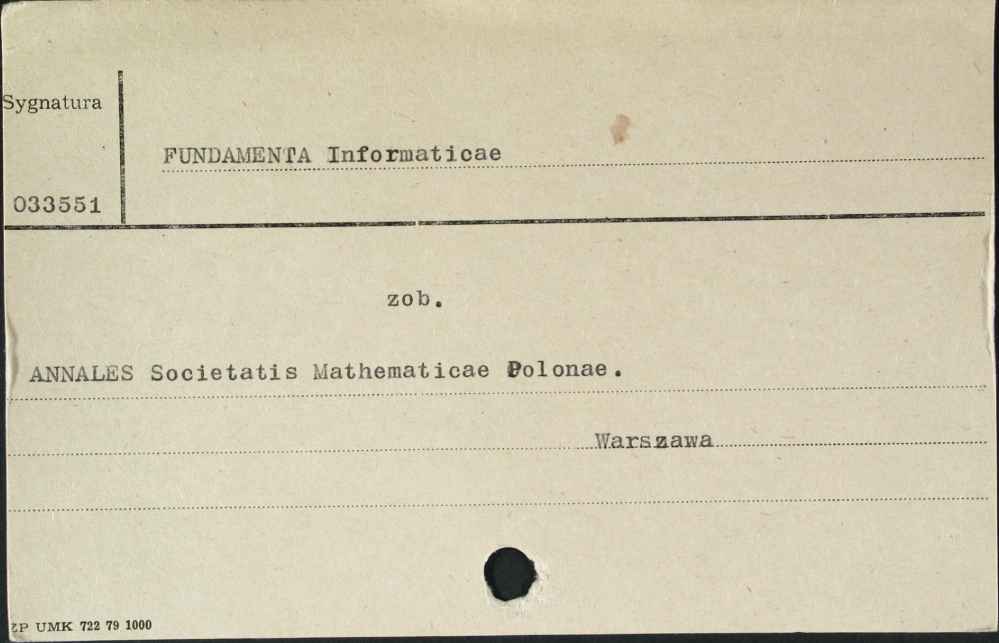 Sygnatura
FUNDAMENTA Informaticae
033551
zob.
ANNALES Societatis Mathematicae Polonae.
Warszawa
ZP UMK 722 79 1000